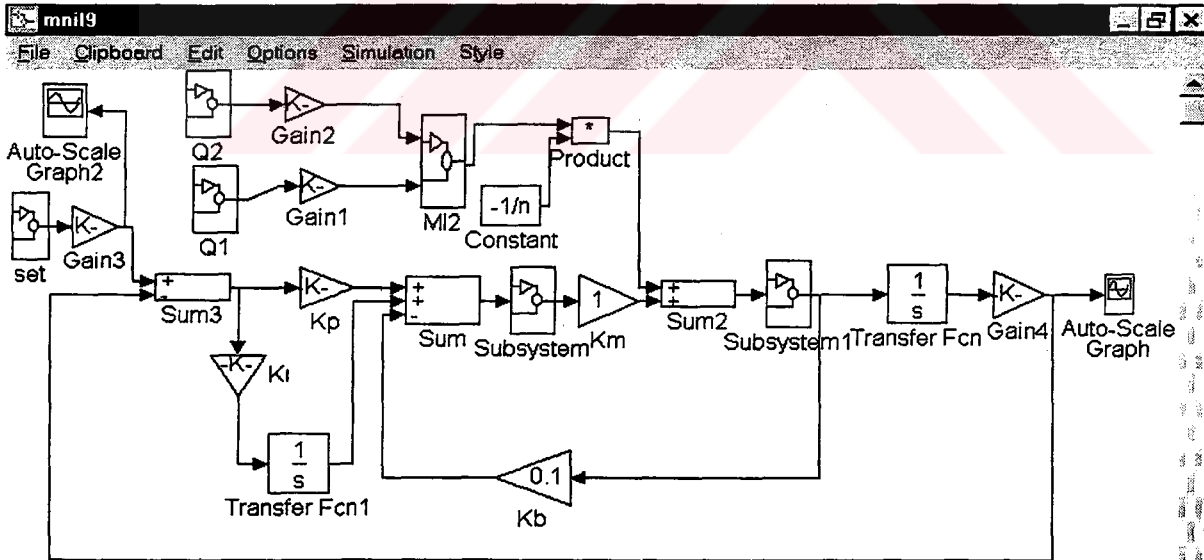 mnil9
File Clipboard Edit Options Simulation Style
Auto-Scale
Graph2
Q2
K-
Gain2
Q1
K-
Gain1
MI2
*
Product
-1/n
Constant
set
K-
Gain3
+
-
Sum3
K-
Kp
+
+
-
Sum
Subsystem
1
Km
+
+
Sum2
Subsystem1
1
s
Transfer Fcn
K-
Gain4
Auto-Scale
Graph
-K-
Ki
1
s
Transfer Fcn1
0.1
Kb